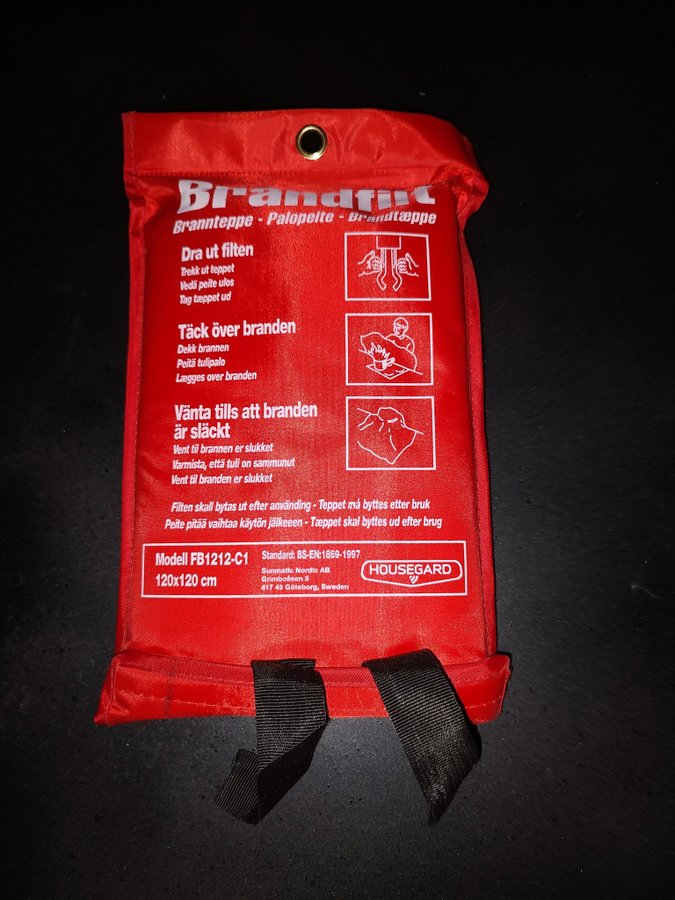 Brandfilt
Brannteppe - Palopeite - Brandtæppe
Dra ut filten
Trekk ut teppet
Vedä peite ulos
Tag tæppet ud
Täck över branden
Dekk brannen
Peitä tulipalo
Lægges over branden
Vänta tills att branden
är släckt
Vent til brannen er slukket
Varmista, että tuli on sammunut
Vent til branden er slukket
Filten skall bytas ut efter använding - Teppet må byttes etter bruk
Peite pitää vaihtaa käytön jälkeeen - Tæppet skal byttes ud efter brug
Modell FB1212-C1
120x120 cm
Standard: BS-EN:1869-1997
Sunmatic Nordic AB
Grimboåsen 5
417 49 Göteborg, Sweden
HOUSEGARD